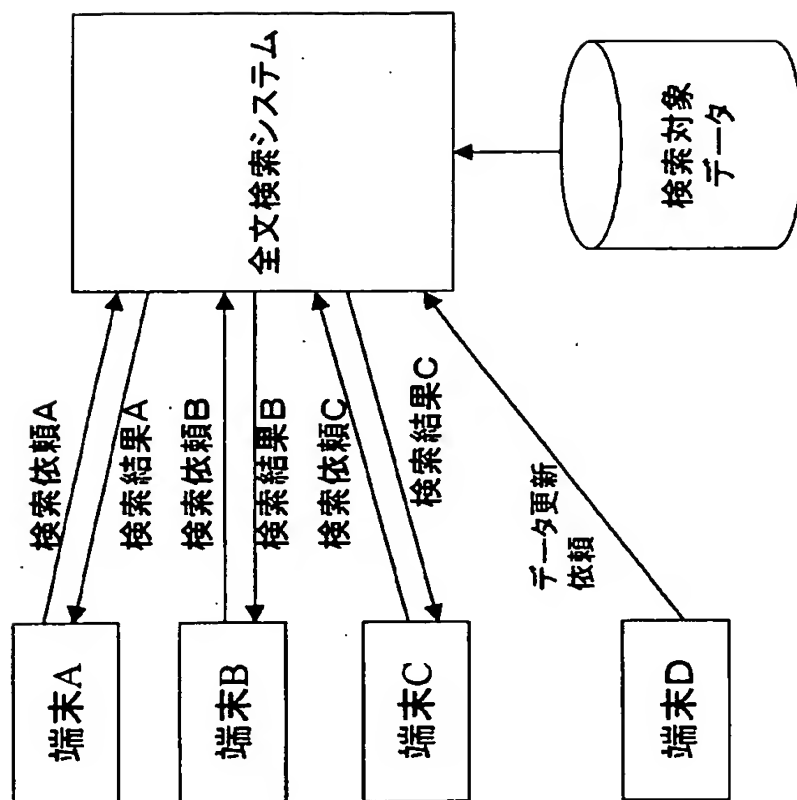 全文検索システム
検索対象
データ
検索依頼A
検索結果A
検索依頼B
検索結果B
検索依頼C
検索結果C
データ更新
依頼
端末A
端末B
端末C
端末D